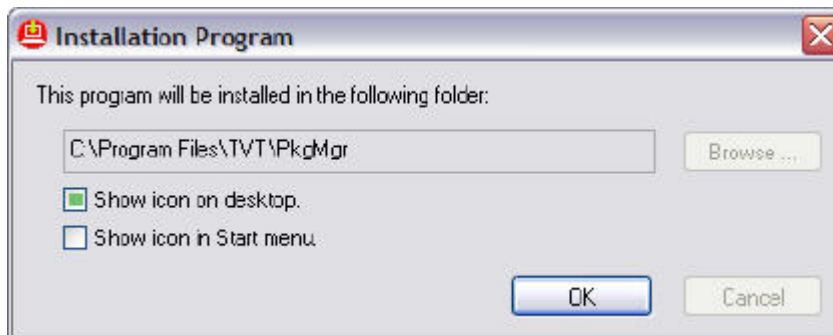 Installation Program
This program will be installed in the following folder:
C:\Program Files\TVT\PkgMgr
Browse ...
Show icon on desktop.
Show icon in Start menu
OK
Cancel